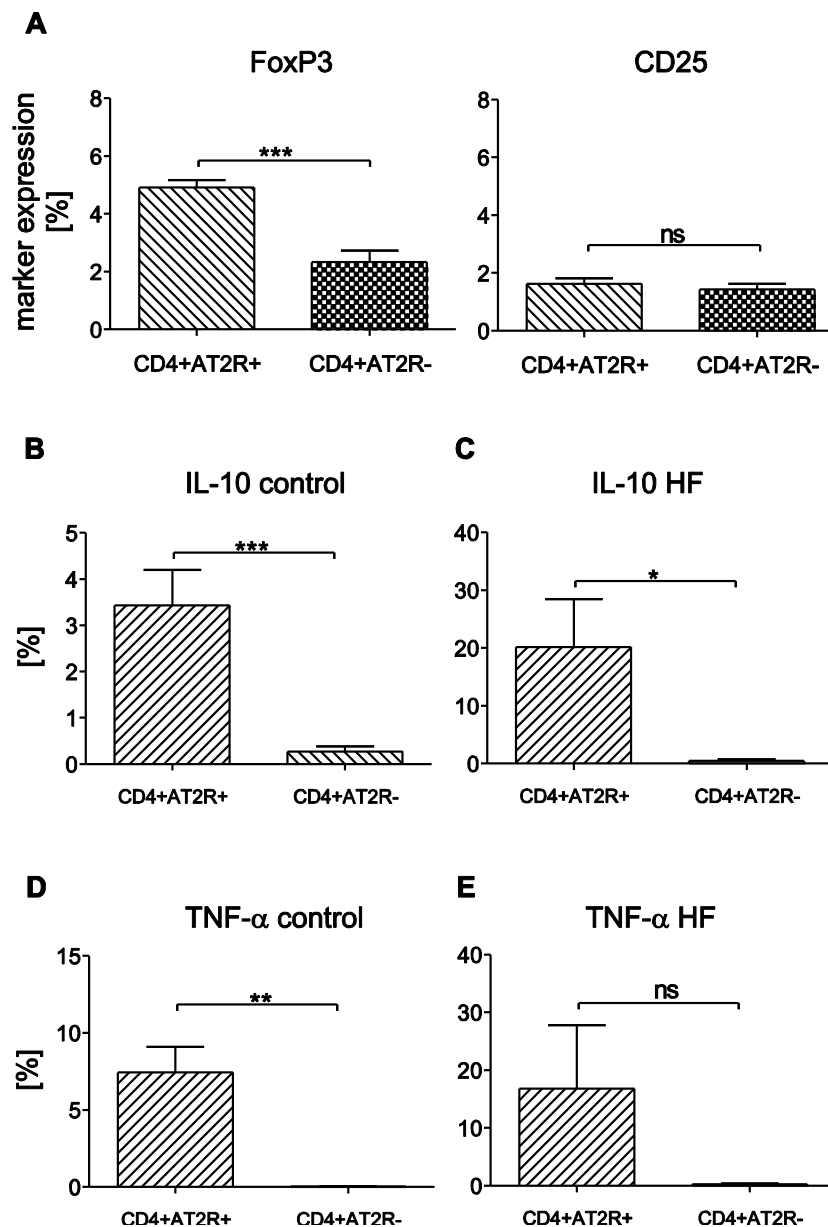 A
FoxP3
CD25
marker expression
[%]
8
6
4
2
0
***
CD4+AT2R+
CD4+AT2R-
8
6
4
2
0
ns
CD4+AT2R+
CD4+AT2R-
B
IL-10 control
[%]
5
4
3
2
1
0
***
CD4+AT2R+
CD4+AT2R-
C
IL-10 HF
40
30
20
10
0
*
CD4+AT2R+
CD4+AT2R-
D
TNF-α control
[%]
15
10
5
0
**
CD4+AT2R+
CD4+AT2R-
E
TNF-α HF
40
30
20
10
0
ns
CD4+AT2R+
CD4+AT2R-